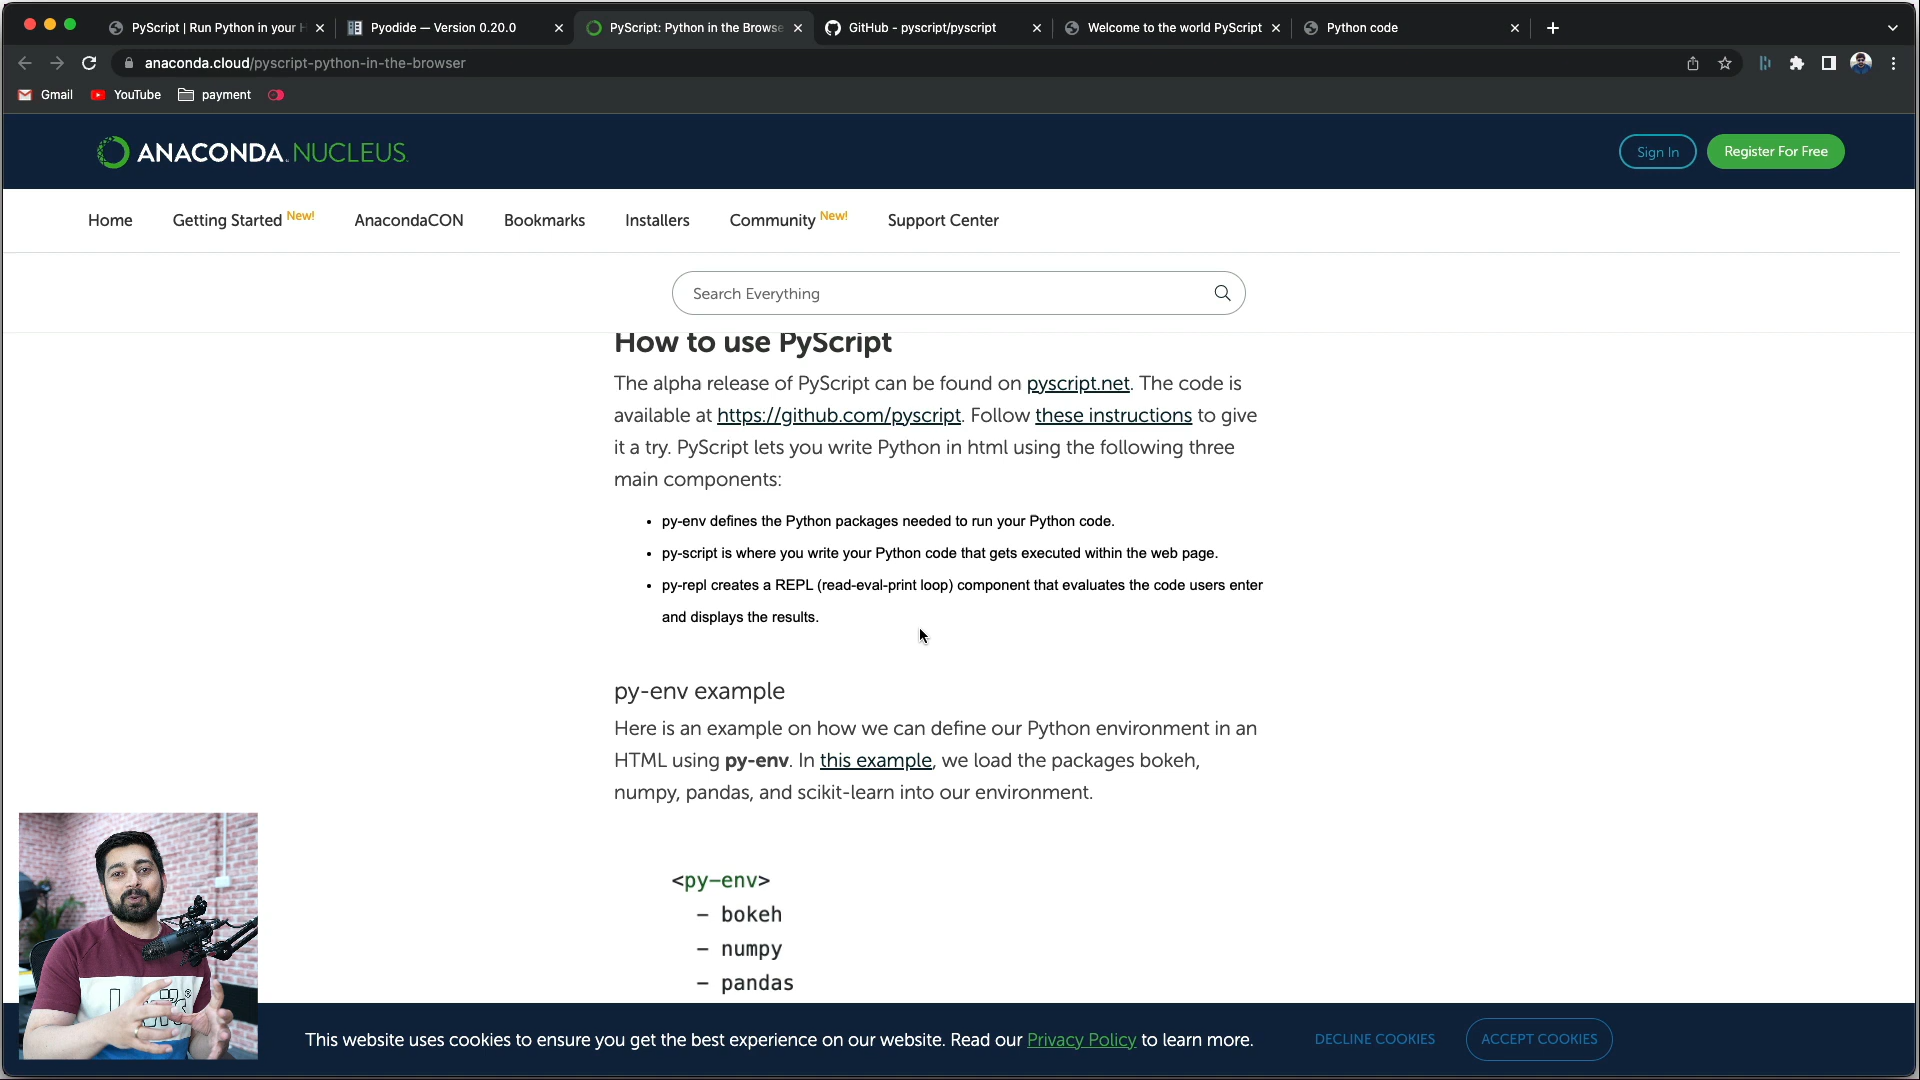 PyScript | Run Python in your H
Pyodide — Version 0.20.0
PyScript: Python in the Browse
GitHub - pyscript/pyscript
Welcome to the world PyScript
Python code
anaconda.cloud/pyscript-python-in-the-browser
Gmail
YouTube
payment
ANACONDA NUCLEUS.
Sign In
Register For Free
Home
Getting Started New!
AnacondaCON
Bookmarks
Installers
Community New!
Support Center
Search Everything
How to use PyScript
The alpha release of PyScript can be found on pyscript.net. The code is
available at https://github.com/pyscript. Follow these instructions to give
it a try. PyScript lets you write Python in html using the following three
main components:
• py-env defines the Python packages needed to run your Python code.
• py-script is where you write your Python code that gets executed within the web page.
• py-repl creates a REPL (read-eval-print loop) component that evaluates the code users enter
and displays the results.
py-env example
Here is an example on how we can define our Python environment in an
HTML using py-env. In this example, we load the packages bokeh,
numpy, pandas, and scikit-learn into our environment.
<py-env>
- bokeh
- numpy
- pandas
This website uses cookies to ensure you get the best experience on our website. Read our Privacy Policy to learn more.
DECLINE COOKIES
ACCEPT COOKIES